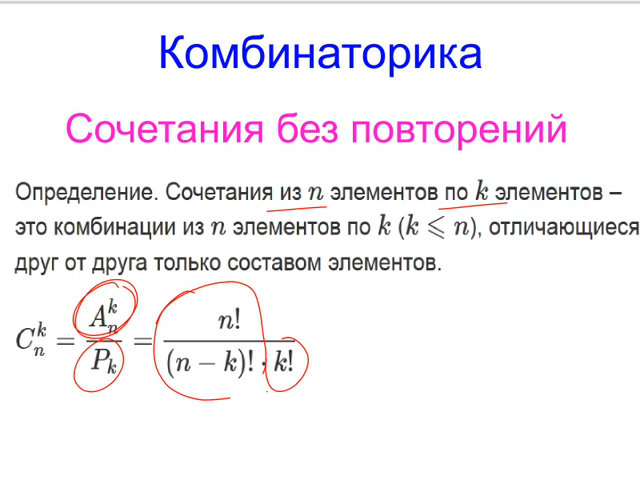 Комбинаторика
Сочетания без повторений
Определение. Сочетания из n элементов по k элементов –
это комбинации из n элементов по k (k ⩽ n), отличающиеся
друг от друга только составом элементов.
C_n^k = A_n^k / P_k = n! / ((n − k)! · k!)